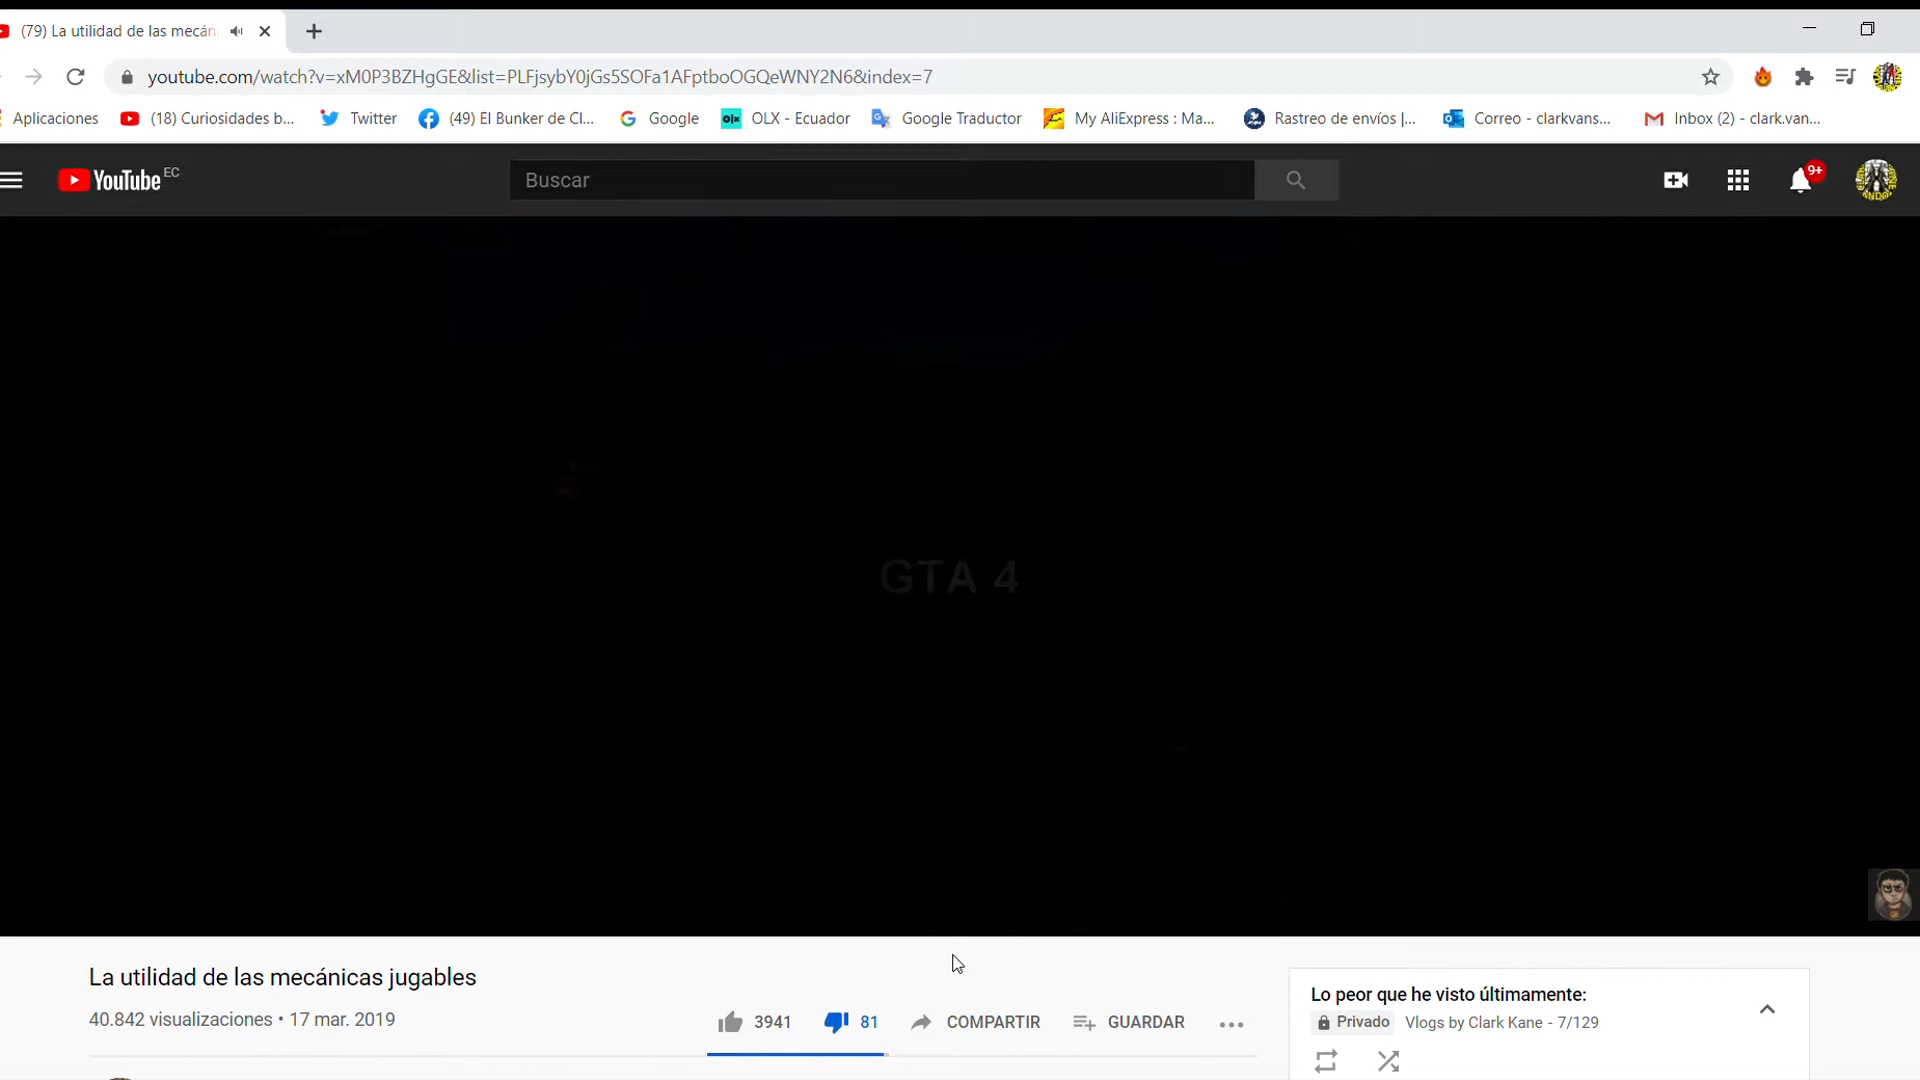 (79) La utilidad de las mecán
youtube.com/watch?v=xM0P3BZHgGE&list=PLFjsybY0jGs5SOFa1AFptboOGQeWNY2N6&index=7
Aplicaciones (18) Curiosidades b... Twitter (49) El Bunker de Cl... Google OLX - Ecuador Google Traductor My AliExpress : Ma... Rastreo de envíos |... Correo - clarkvans... Inbox (2) - clark.van...
YouTube EC Buscar 9+
GTA 4
La utilidad de las mecánicas jugables
40.842 visualizaciones • 17 mar. 2019
3941 81 COMPARTIR GUARDAR
Lo peor que he visto últimamente:
Privado Vlogs by Clark Kane - 7/129